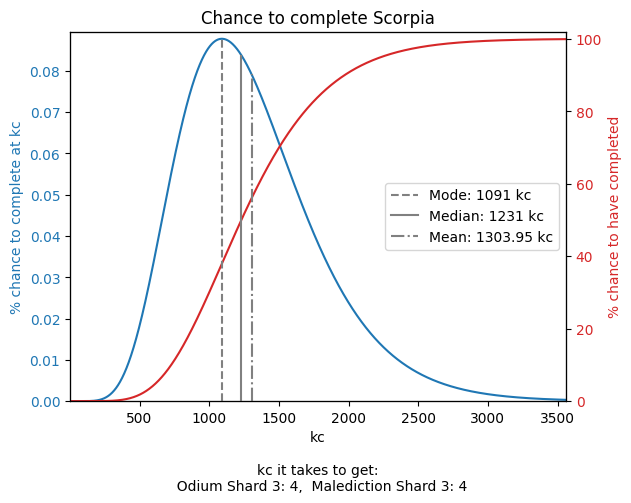 Chance to complete Scorpia
% chance to complete at kc
0.08
0.07
0.06
0.05
0.04
0.03
0.02
0.01
0.00
100
80
60
40
20
0
% chance to have completed
Mode: 1091 kc
Median: 1231 kc
Mean: 1303.95 kc
500 1000 1500 2000 2500 3000 3500
kc
kc it takes to get:
Odium Shard 3: 4,  Malediction Shard 3: 4